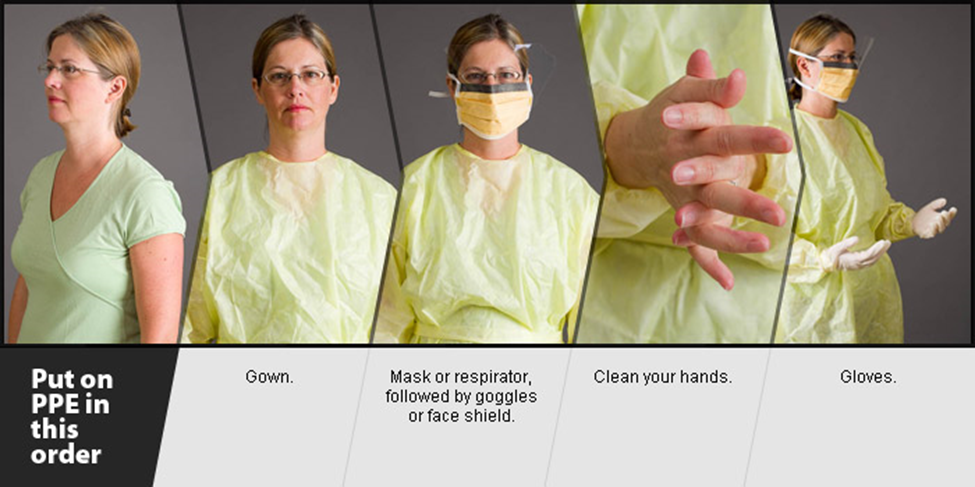 Put on
PPE in
this
order
Gown.
Mask or respirator,
followed by goggles
or face shield.
Clean your hands.
Gloves.